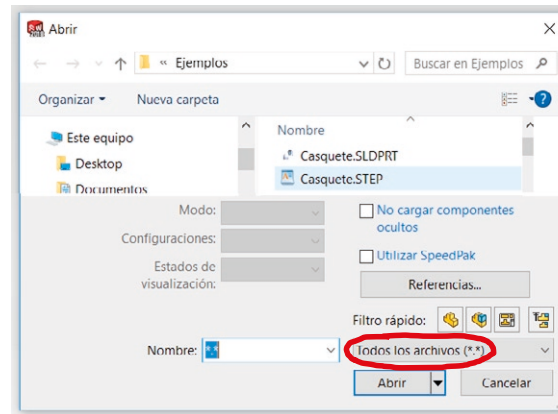 Abrir
Ejemplos
Buscar en Ejemplos
Organizar
Nueva carpeta
?
Este equipo
Desktop
Documentos
Nombre
Casquete.SLDPRT
Casquete.STEP
Modo:
Configuraciones:
Estados de
visualización:
No cargar componentes
ocultos
Utilizar SpeedPak
Referencias...
Filtro rápido:
Nombre: *.*
Todos los archivos (*.*)
Abrir
Cancelar